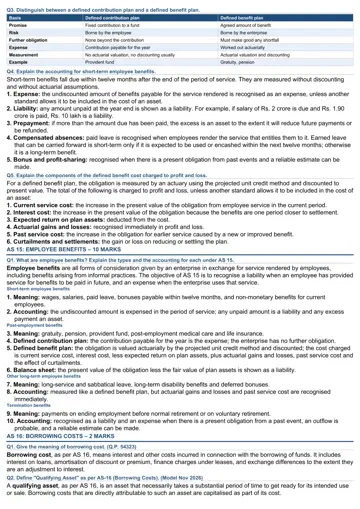 Q3. Distinguish between a defined contribution plan and a defined benefit plan.
Basis Defined contribution plan Defined benefit plan
Promise Fixed contribution to a fund Agreed amount of benefit
Risk Borne by the employee Borne by the enterprise
Further obligation None beyond the contribution Must make good any shortfall
Expense Contribution payable for the year Worked out actuarially
Measurement No actuarial valuation, no discounting usually Actuarial valuation and discounting
Example Provident fund Gratuity, pension
Q4. Explain the accounting for short-term employee benefits.
Short-term benefits fall due within twelve months after the end of the period of service. They are measured without discounting
and without actuarial assumptions.
1. Expense: the undiscounted amount of benefits payable for the service rendered is recognised as an expense, unless another
standard allows it to be included in the cost of an asset.
2. Liability: any amount unpaid at the year end is shown as a liability. For example, if salary of Rs. 2 crore is due and Rs. 1.90
crore is paid, Rs. 10 lakh is a liability.
3. Prepayment: if more than the amount due has been paid, the excess is an asset to the extent it will reduce future payments or
be refunded.
4. Compensated absences: paid leave is recognised when employees render the service that entitles them to it. Earned leave
that can be carried forward is short-term only if it is expected to be used or encashed within the next twelve months; otherwise
it is a long-term benefit.
5. Bonus and profit-sharing: recognised when there is a present obligation from past events and a reliable estimate can be
made.
Q5. Explain the components of the defined benefit cost charged to profit and loss.
For a defined benefit plan, the obligation is measured by an actuary using the projected unit credit method and discounted to
present value. The total of the following is charged to profit and loss, unless another standard allows it to be included in the cost of
an asset:
1. Current service cost: the increase in the present value of the obligation from employee service in the current period.
2. Interest cost: the increase in the present value of the obligation because the benefits are one period closer to settlement.
3. Expected return on plan assets: deducted from the cost.
4. Actuarial gains and losses: recognised immediately in profit and loss.
5. Past service cost: the increase in the obligation for earlier service caused by a new or improved benefit.
6. Curtailments and settlements: the gain or loss on reducing or settling the plan.
AS 15: EMPLOYEE BENEFITS – 10 MARKS
Q1. What are employee benefits? Explain the types and the accounting for each under AS 15.
Employee benefits are all forms of consideration given by an enterprise in exchange for service rendered by employees,
including benefits arising from informal practices. The objective of AS 15 is to recognise a liability when an employee has provided
service for benefits to be paid in future, and an expense when the enterprise uses that service.
Short-term employee benefits
1. Meaning: wages, salaries, paid leave, bonuses payable within twelve months, and non-monetary benefits for current
employees.
2. Accounting: the undiscounted amount is expensed in the period of service; any unpaid amount is a liability and any excess
payment an asset.
Post-employment benefits
3. Meaning: gratuity, pension, provident fund, post-employment medical care and life insurance.
4. Defined contribution plan: the contribution payable for the year is the expense; the enterprise has no further obligation.
5. Defined benefit plan: the obligation is valued actuarially by the projected unit credit method and discounted; the cost charged
is current service cost, interest cost, less expected return on plan assets, plus actuarial gains and losses, past service cost and
the effect of curtailments.
6. Balance sheet: the present value of the obligation less the fair value of plan assets is shown as a liability.
Other long-term employee benefits
7. Meaning: long-service and sabbatical leave, long-term disability benefits and deferred bonuses.
8. Accounting: measured like a defined benefit plan, but actuarial gains and losses and past service cost are recognised
immediately.
Termination benefits
9. Meaning: payments on ending employment before normal retirement or on voluntary retirement.
10. Accounting: recognised as a liability and an expense when there is a present obligation from a past event, an outflow is
probable, and a reliable estimate can be made.
AS 16: BORROWING COSTS – 2 MARKS
Q1. Give the meaning of borrowing cost. (Q.P. 54323)
Borrowing cost, as per AS 16, means interest and other costs incurred in connection with the borrowing of funds. It includes
interest on loans, amortisation of discount or premium, finance charges under leases, and exchange differences to the extent they
are an adjustment to interest.
Q2. Define "Qualifying Asset" as per AS-16 (Borrowing Costs). (Model Nov 2026)
A qualifying asset, as per AS 16, is an asset that necessarily takes a substantial period of time to get ready for its intended use
or sale. Borrowing costs that are directly attributable to such an asset are capitalised as part of its cost.